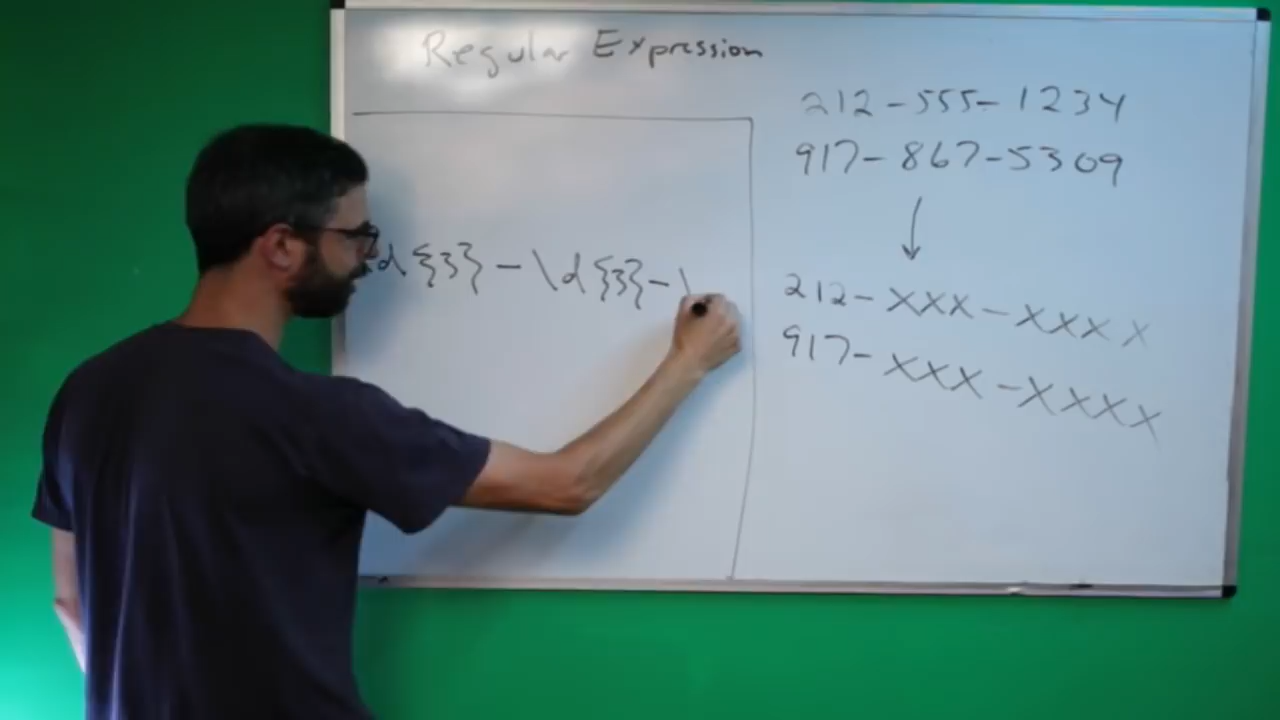 Regular Expression
\d{3}-\d{3}-\
212-555-1234
917-867-5309
212-XXX-XXXX
917-XXX-XXXX